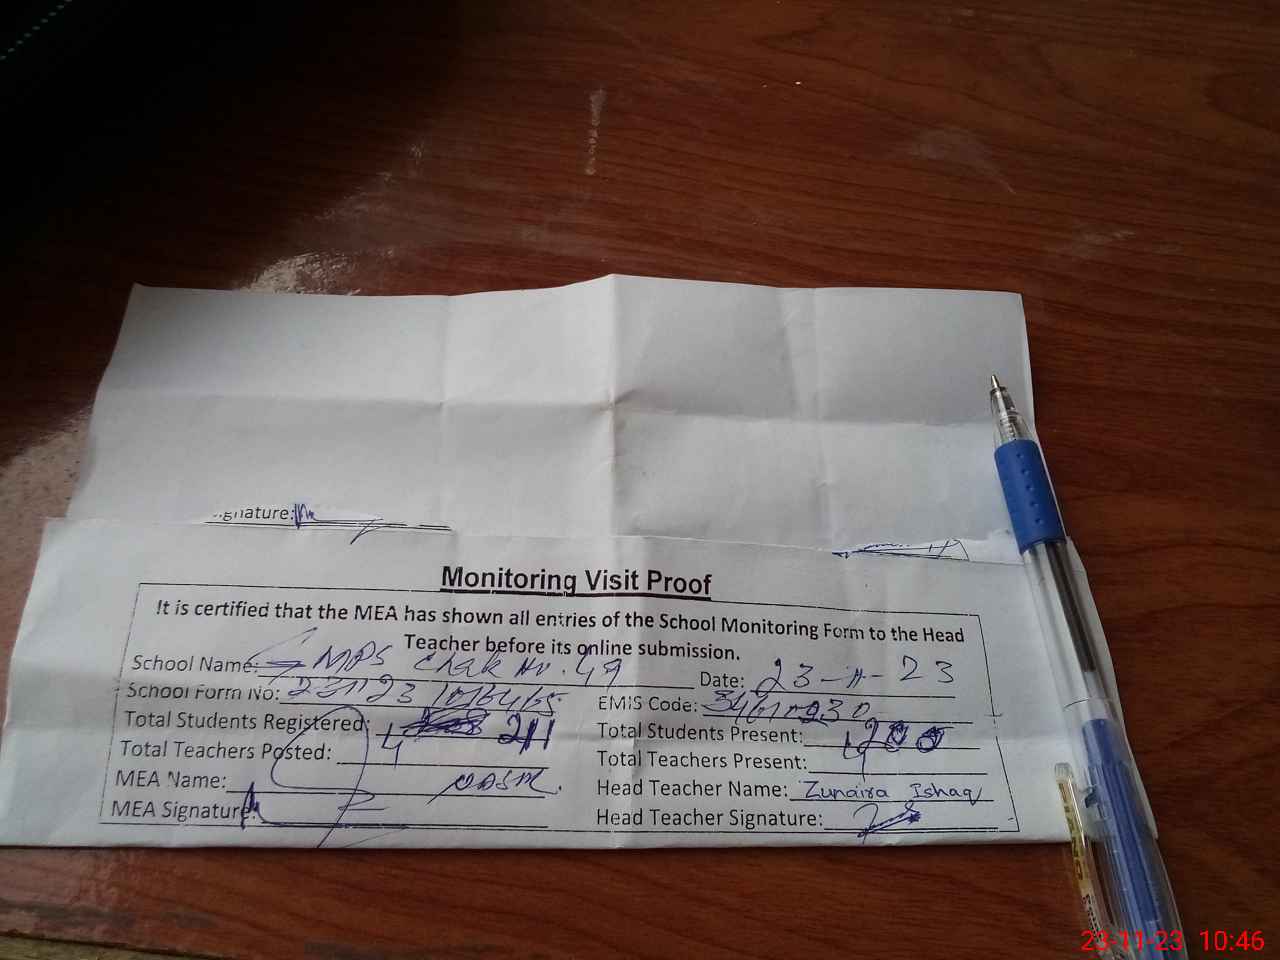 Signature:
Monitoring Visit Proof
It is certified that the MEA has shown all entries of the School Monitoring Form to the Head
Teacher before its online submission.
School Name: GMPS Chak No. 49 Date: 23-11-23
School Form No: EMIS Code:
Total Students Registered: 211 Total Students Present: 200
Total Teachers Posted: 4 Total Teachers Present: 4
MEA Name: Head Teacher Name: Zunaira Ishaq
MEA Signature: Head Teacher Signature:
23-11-23 10:46